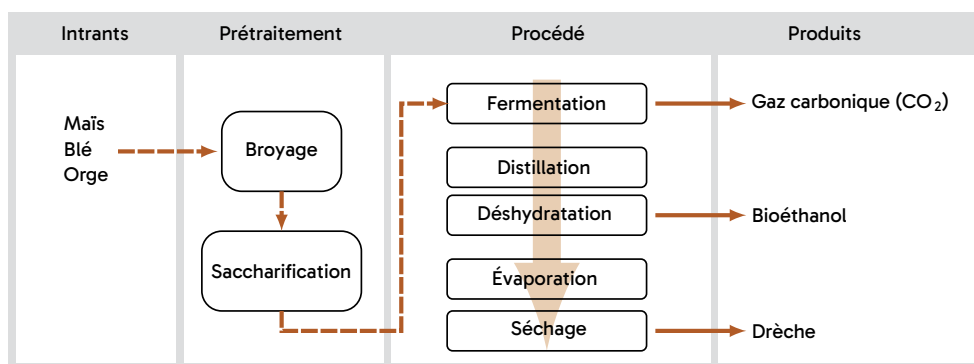 Intrants
Prétraitement
Procédé
Produits
Maïs
Blé
Orge
Broyage
Saccharification
Fermentation
Distillation
Déshydratation
Évaporation
Séchage
Gaz carbonique (CO₂)
Bioéthanol
Drèche